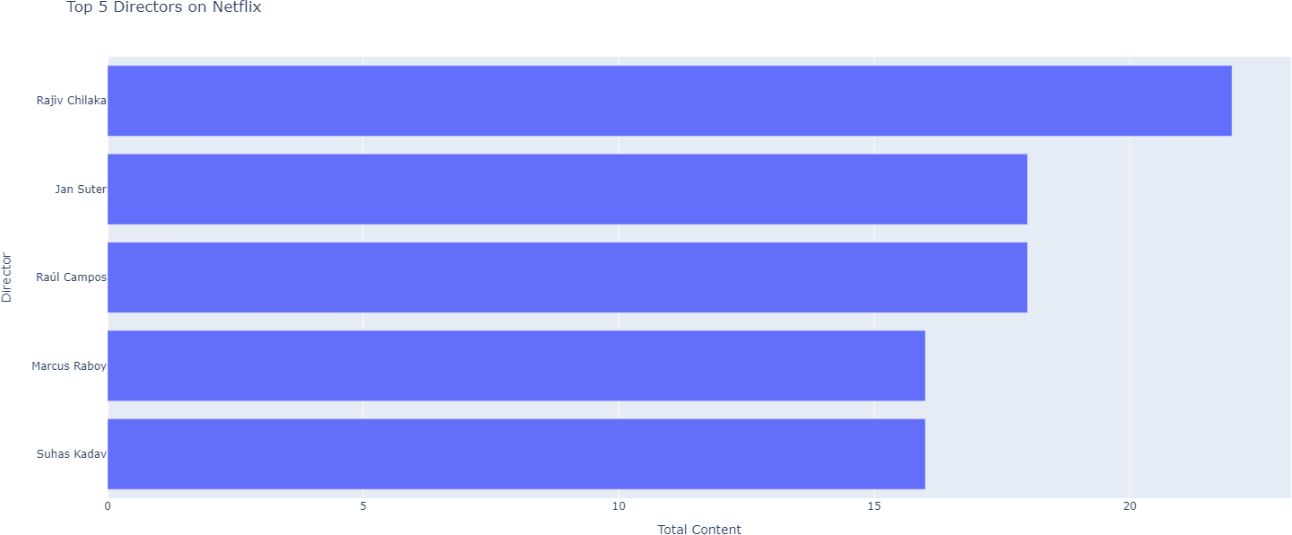 Top 5 Directors on Netflix
Director
Rajiv Chilaka
Jan Suter
Raúl Campos
Marcus Raboy
Suhas Kadav
0 5 10 15 20
Total Content